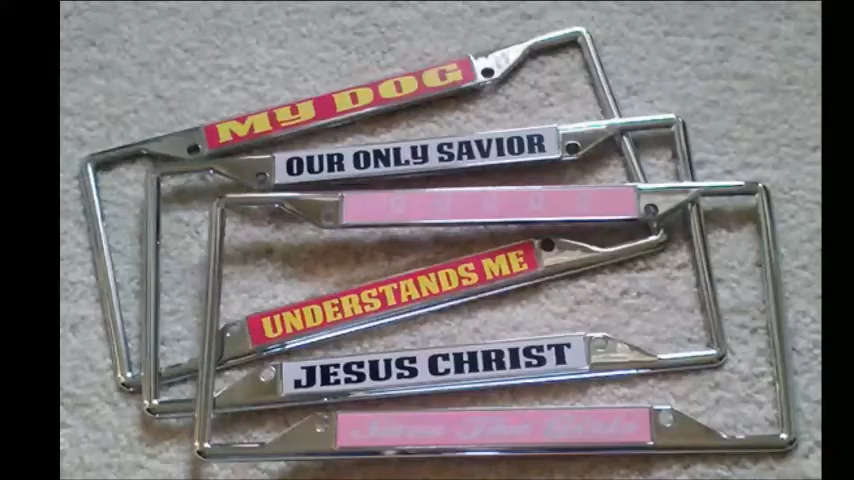 MY DOG
OUR ONLY SAVIOR
UNDERSTANDS ME
JESUS CHRIST